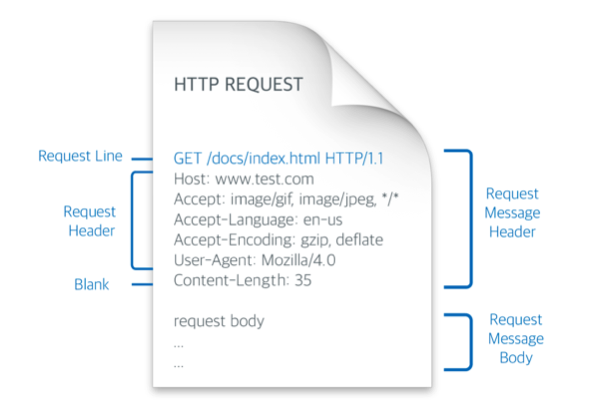 HTTP REQUEST
Request Line
GET /docs/index.html HTTP/1.1
Host: www.test.com
Accept: image/gif, image/jpeg, */*
Accept-Language: en-us
Accept-Encoding: gzip, deflate
User-Agent: Mozilla/4.0
Content-Length: 35
Request
Header
Blank
Request
Message
Header
request body
...
...
Request
Message
Body